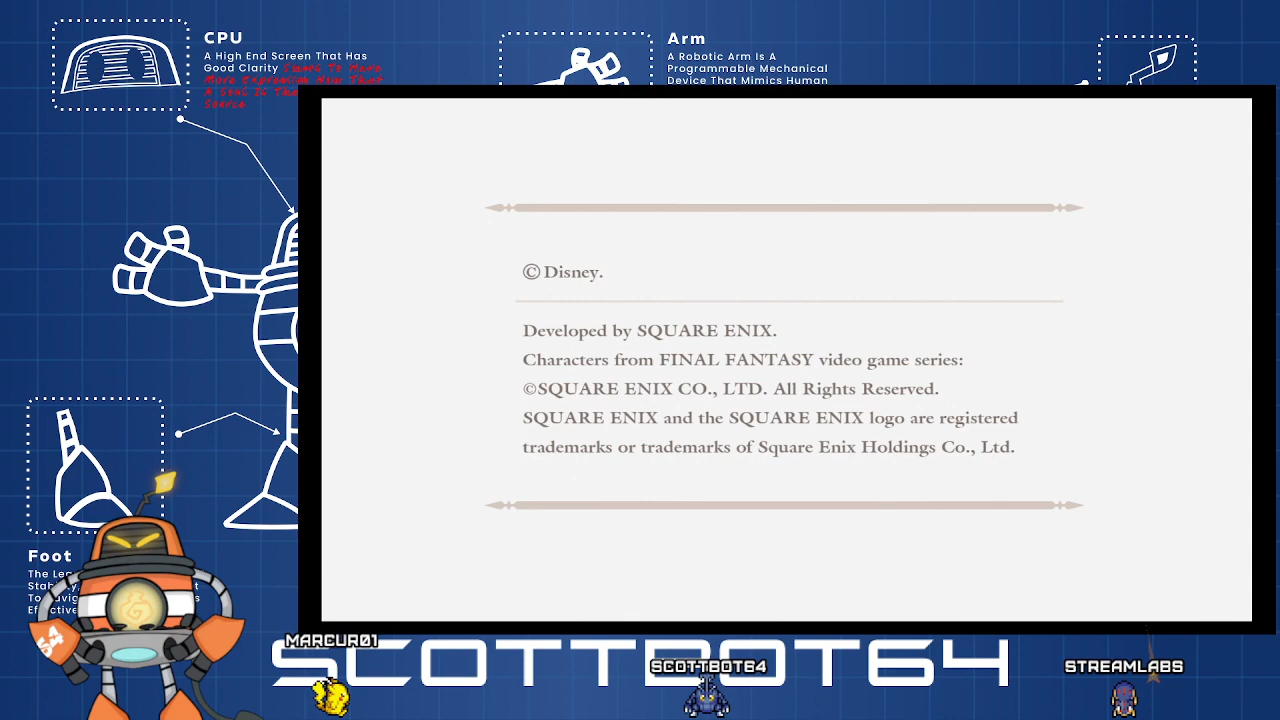 CPU
A High End Screen That Has
Good Clarity
Arm
A Robotic Arm Is A
Programmable Mechanical
Device That Mimics Human
© Disney.
Developed by SQUARE ENIX.
Characters from FINAL FANTASY video game series:
©SQUARE ENIX CO., LTD. All Rights Reserved.
SQUARE ENIX and the SQUARE ENIX logo are registered
trademarks or trademarks of Square Enix Holdings Co., Ltd.
Foot
The
64
MARCUR01
SCOTTBOT64
SCOTTBOT64
STREAMLABS